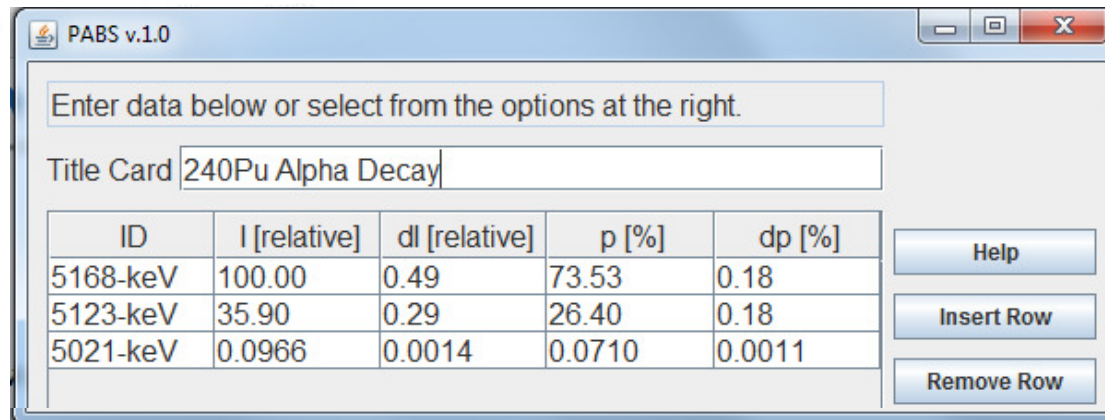 PABS v.1.0
Enter data below or select from the options at the right.
Title Card 240Pu Alpha Decay
ID I [relative] dI [relative] p [%] dp [%]
5168-keV 100.00 0.49 73.53 0.18
5123-keV 35.90 0.29 26.40 0.18
5021-keV 0.0966 0.0014 0.0710 0.0011
Help
Insert Row
Remove Row